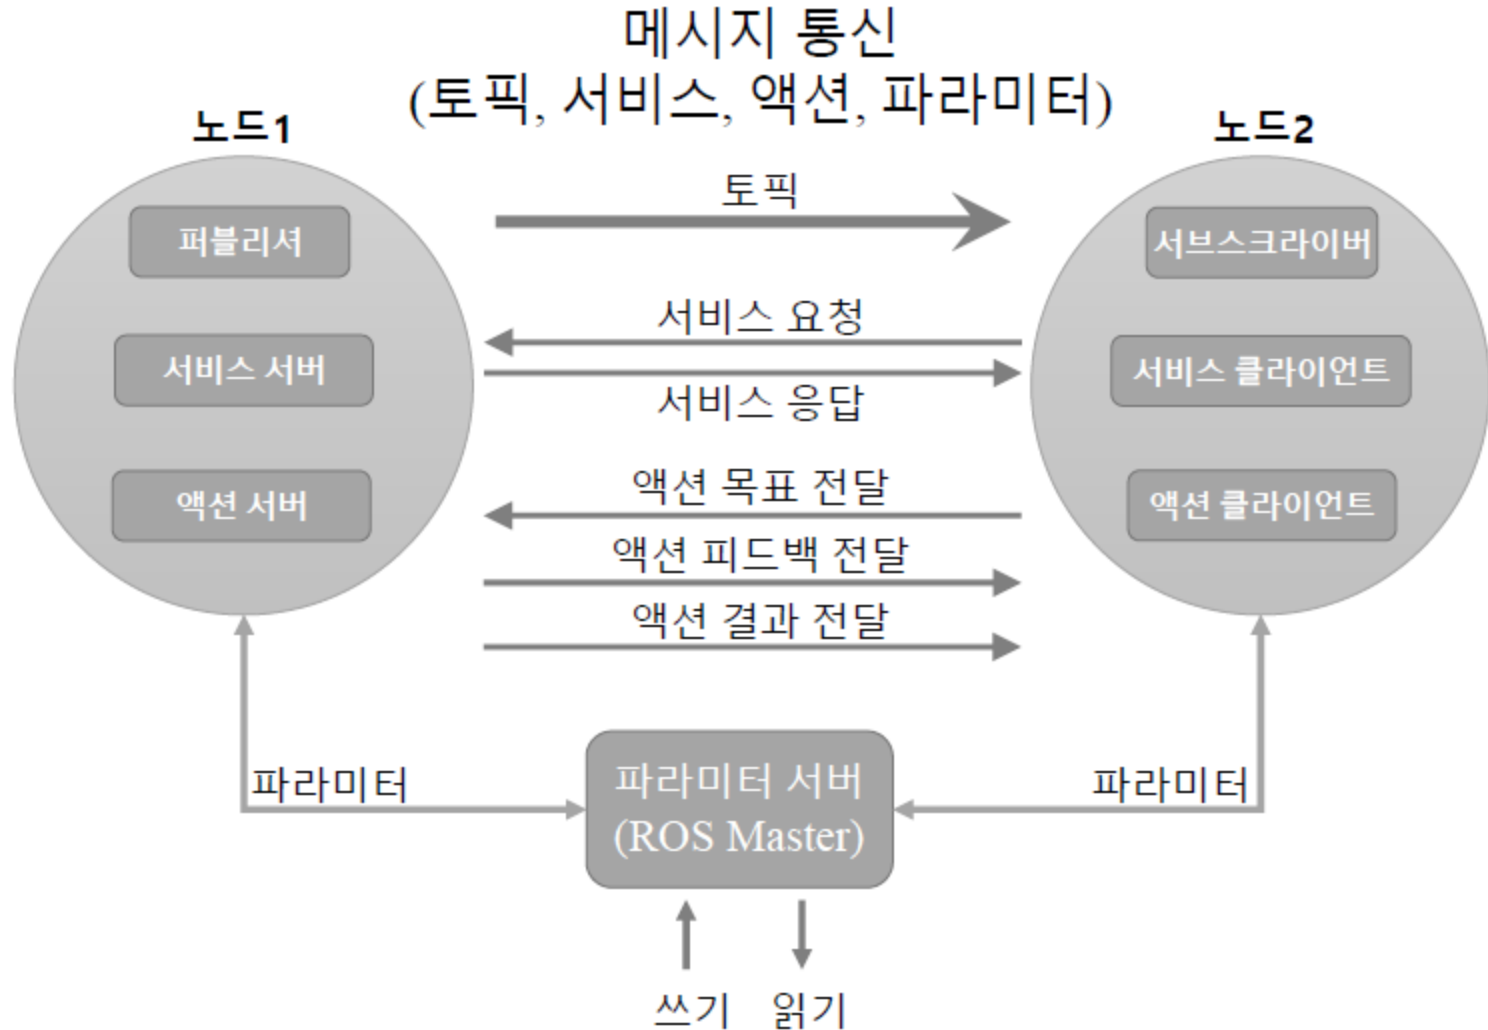 메시지 통신
(토픽, 서비스, 액션, 파라미터)
노드1
노드2
토픽
퍼블리셔
서브스크라이버
서비스 요청
서비스 서버
서비스 클라이언트
서비스 응답
액션 목표 전달
액션 서버
액션 클라이언트
액션 피드백 전달
액션 결과 전달
파라미터
파라미터 서버
(ROS Master)
파라미터
쓰기
읽기